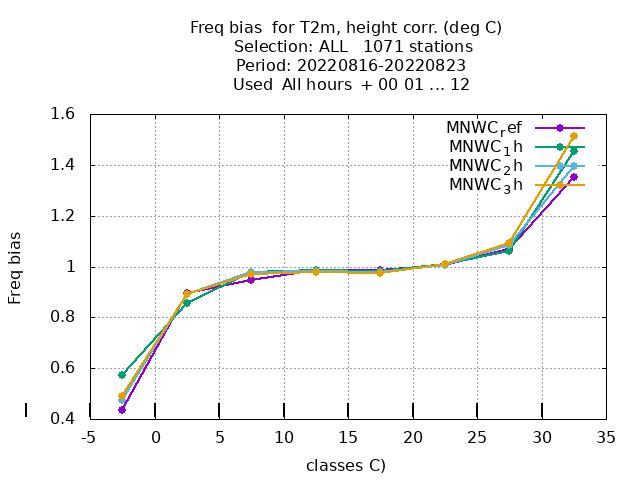 Freq bias  for T2m, height corr. (deg C)
Selection: ALL   1071 stations
Period: 20220816-20220823
Used  All hours  + 00 01 ... 12
MNWCref
MNWC1h
MNWC2h
MNWC3h
Freq bias
1.6
1.4
1.2
1
0.8
0.6
0.4
-5 0 5 10 15 20 25 30 35
classes C)